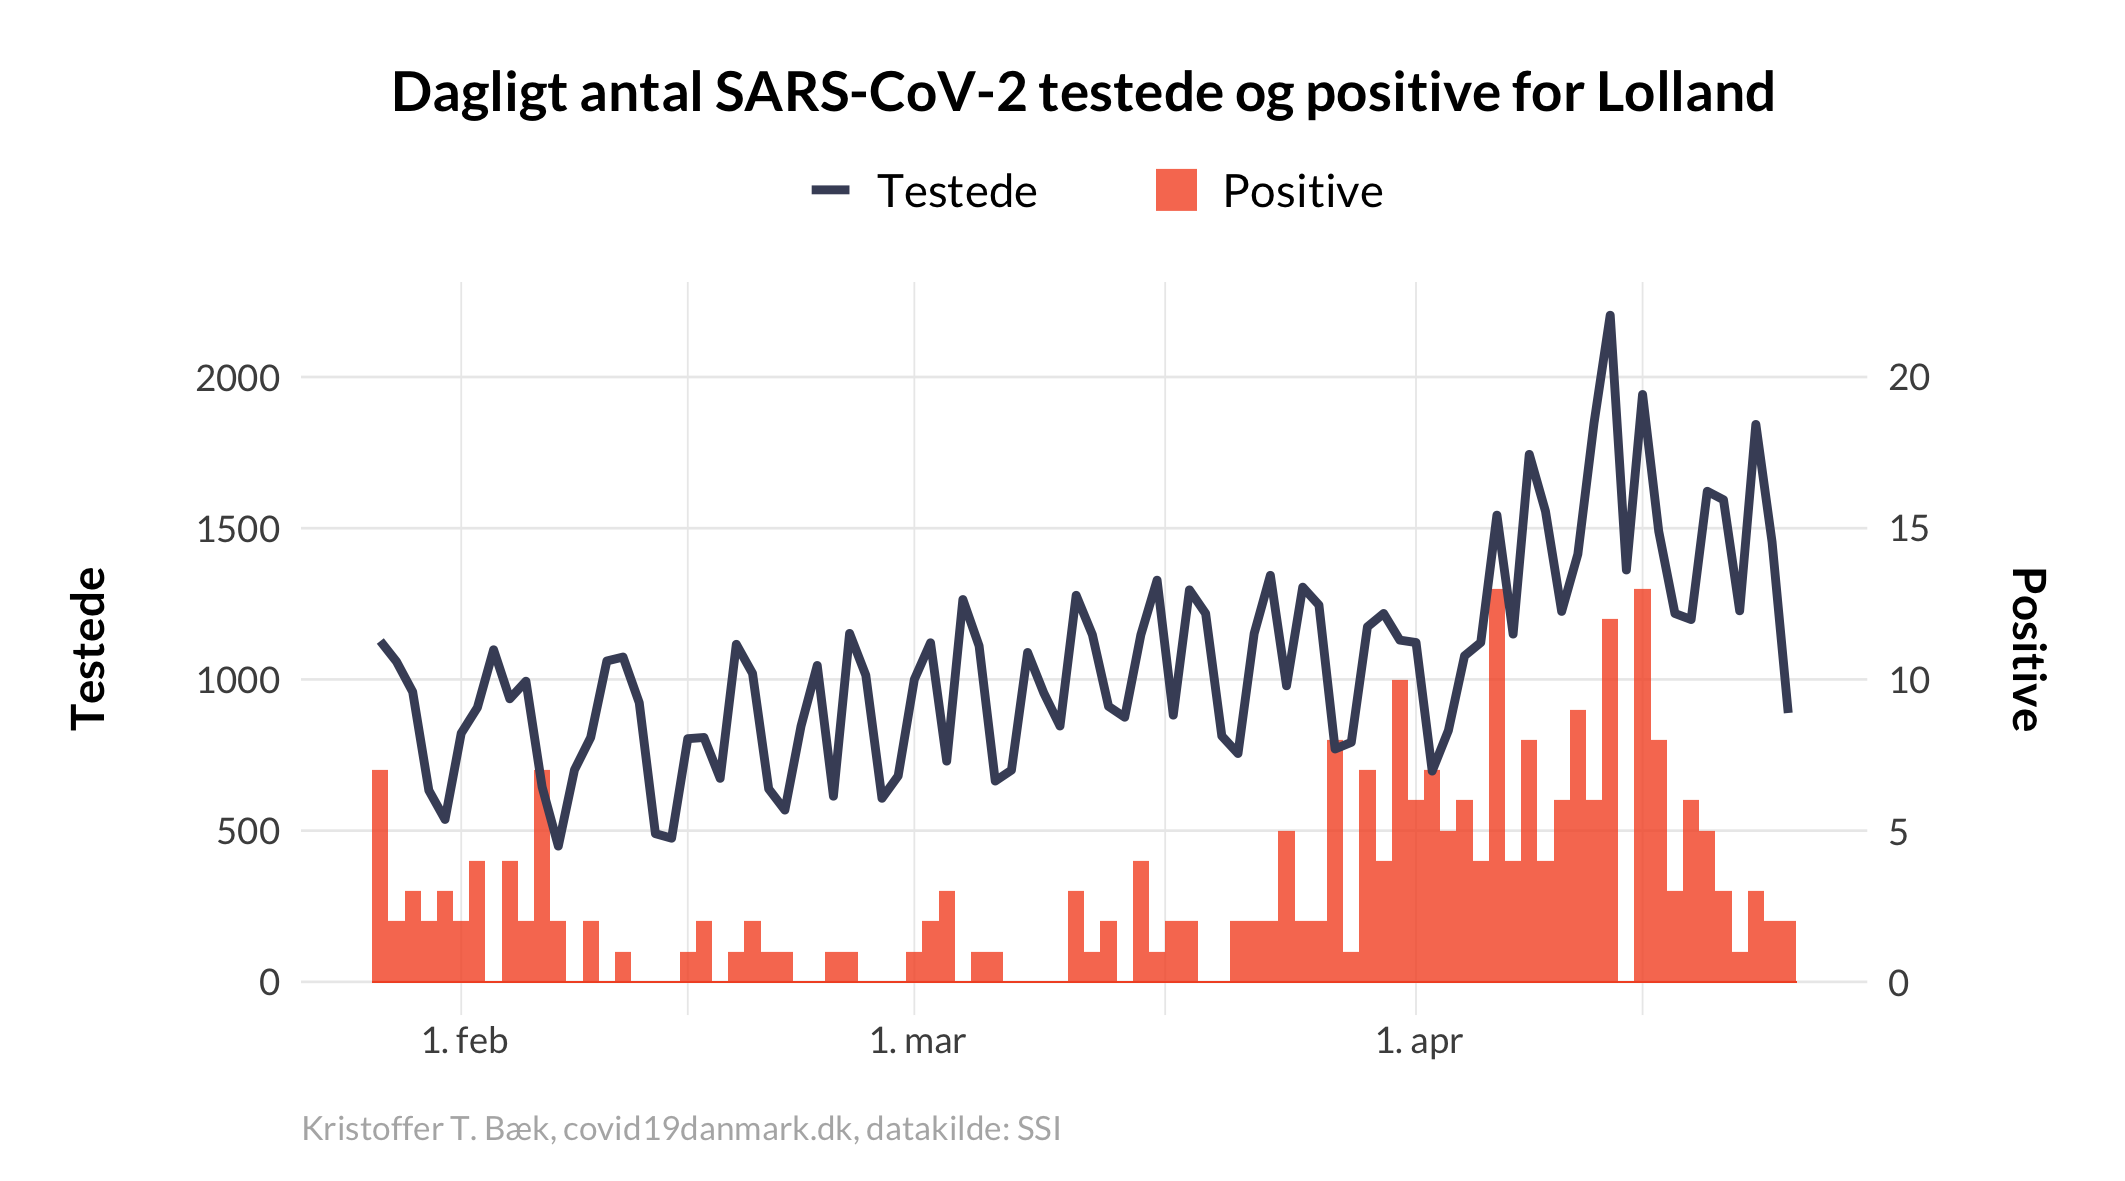 Dagligt antal SARS-CoV-2 testede og positive for Lolland
Testede
Positive
2000
1500
1000
500
0
Testede
20
15
10
5
0
Positive
1. feb
1. mar
1. apr
Kristoffer T. Bæk, covid19danmark.dk, datakilde: SSI